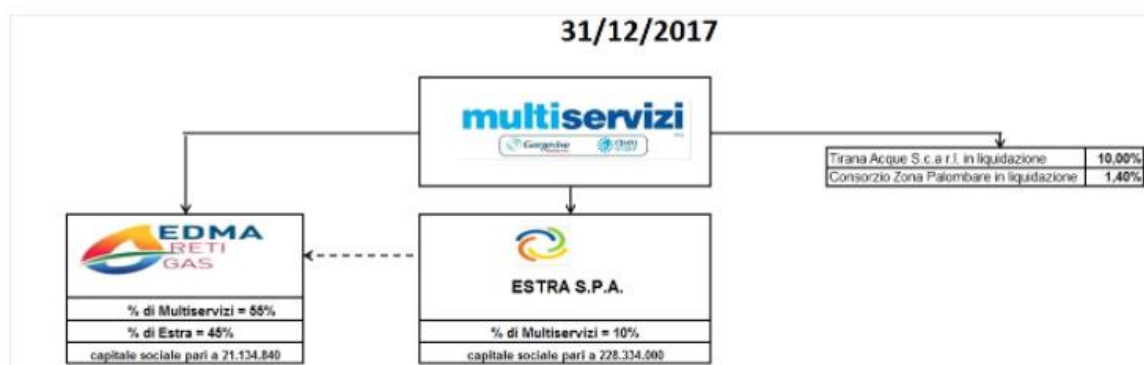 31/12/2017
multiservizi
Gorgovivo
Tirana Acque S.c.a r.l. in liquidazione 10,00%
Consorzio Zona Palombare in liquidazione 1,40%
EDMA
RETI
GAS
% di Multiservizi = 55%
% di Estra = 45%
capitale sociale pari a 21.134.840
ESTRA S.P.A.
% di Multiservizi = 10%
capitale sociale pari a 228.334.000